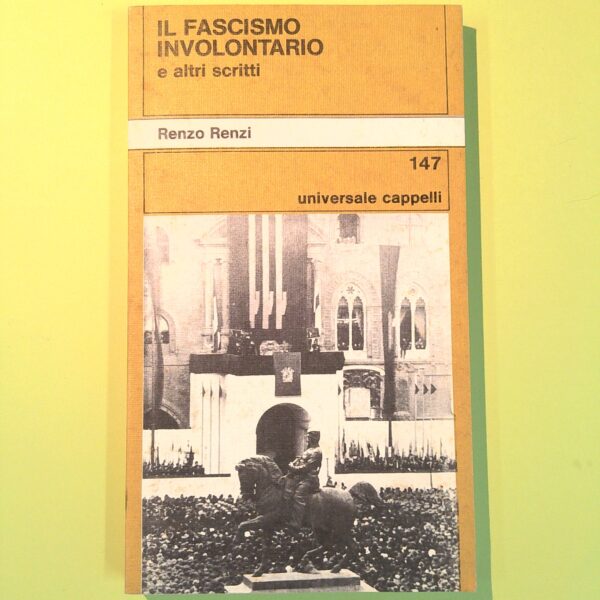 IL FASCISMO
INVOLONTARIO
e altri scritti
Renzo Renzi
147
universale cappelli